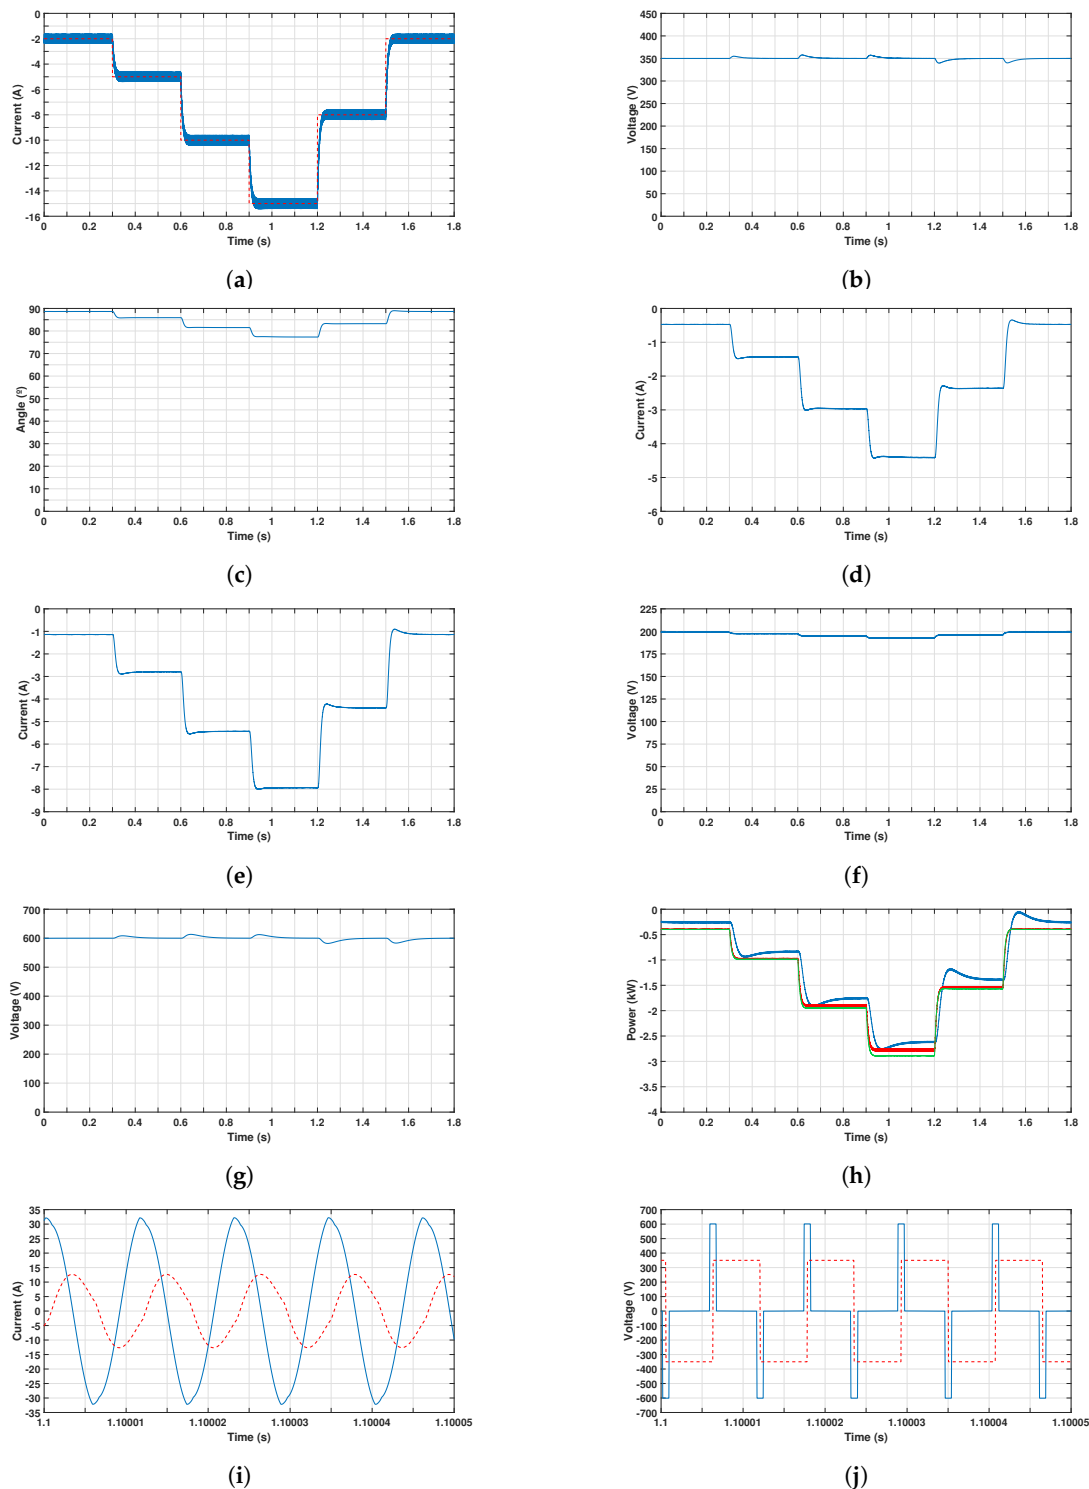 0
-2
-4
-6
-8
-10
-12
-14
-16
Current (A)
0 0.2 0.4 0.6 0.8 1 1.2 1.4 1.6 1.8
Time (s)
(a)
450
400
350
300
250
200
150
100
50
0
Voltage (V)
0 0.2 0.4 0.6 0.8 1 1.2 1.4 1.6 1.8
Time (s)
(b)
90
80
70
60
50
40
30
20
10
0
Angle (º)
0 0.2 0.4 0.6 0.8 1 1.2 1.4 1.6 1.8
Time (s)
(c)
0
-1
-2
-3
-4
-5
-6
Current (A)
0 0.2 0.4 0.6 0.8 1 1.2 1.4 1.6 1.8
Time (s)
(d)
0
-1
-2
-3
-4
-5
-6
-7
-8
-9
Current (A)
0 0.2 0.4 0.6 0.8 1 1.2 1.4 1.6 1.8
Time (s)
(e)
225
200
175
150
125
100
75
50
25
0
Voltage (V)
0 0.2 0.4 0.6 0.8 1 1.2 1.4 1.6 1.8
Time (s)
(f)
700
600
500
400
300
200
100
0
Voltage (V)
0 0.2 0.4 0.6 0.8 1 1.2 1.4 1.6 1.8
Time (s)
(g)
0
-0.5
-1
-1.5
-2
-2.5
-3
-3.5
-4
Power (kW)
0 0.2 0.4 0.6 0.8 1 1.2 1.4 1.6 1.8
Time (s)
(h)
35
30
25
20
15
10
5
0
-5
-10
-15
-20
-25
-30
-35
Current (A)
1.1 1.10001 1.10002 1.10003 1.10004 1.10005
Time (s)
(i)
700
600
500
400
300
200
100
0
-100
-200
-300
-400
-500
-600
-700
Voltage (V)
1.1 1.10001 1.10002 1.10003 1.10004 1.10005
Time (s)
(j)